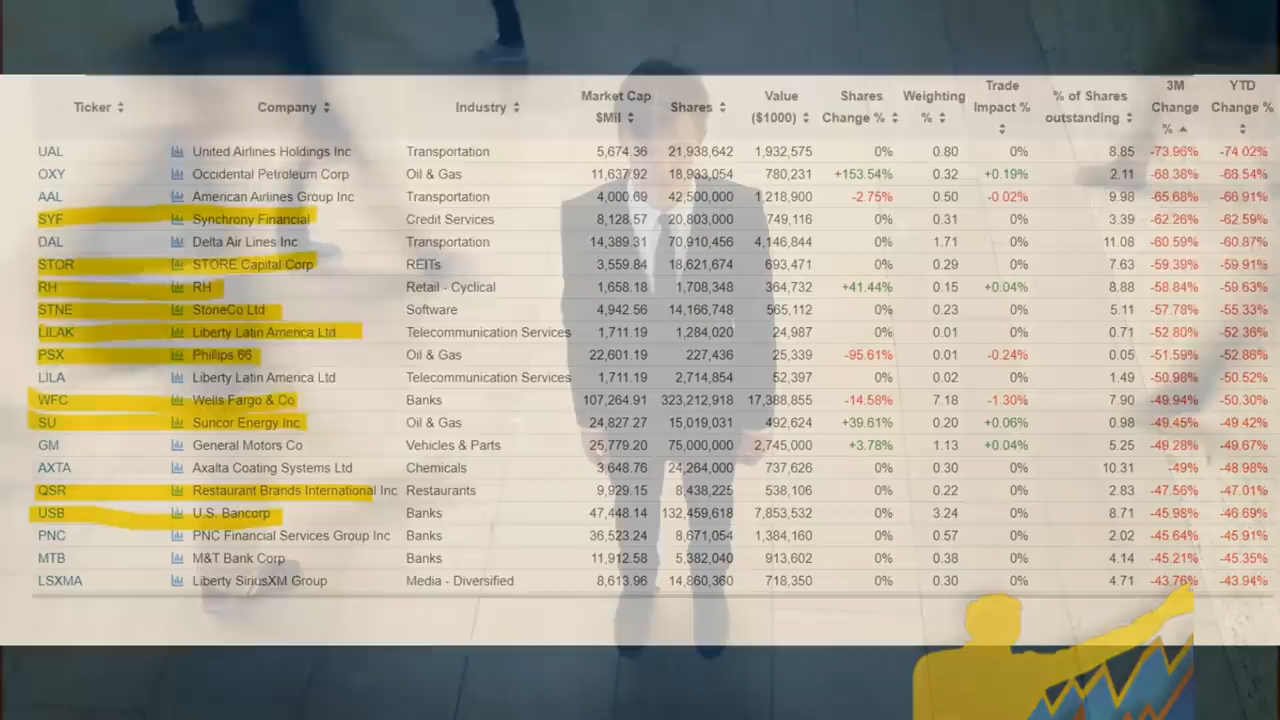 Ticker Company Industry Market Cap $Mil Shares Value ($1000) Shares Change % Weighting % Trade Impact % % of Shares outstanding 3M Change % YTD Change %
UAL United Airlines Holdings Inc Transportation 5,674.36 21,938,642 1,932,575 0% 0.80 0% 8.85 -73.96% -74.02%
OXY Occidental Petroleum Corp Oil & Gas 11,637.92 18,933,054 780,231 +153.54% 0.32 +0.19% 2.11 -68.38% -66.54%
AAL American Airlines Group Inc Transportation 4,000.69 42,500,000 1,218,900 -2.75% 0.50 -0.02% 9.98 -65.68% -66.91%
SYF Synchrony Financial Credit Services 8,128.57 20,803,000 749,116 0% 0.31 0% 3.39 -62.26% -62.59%
DAL Delta Air Lines Inc Transportation 14,389.31 70,910,456 4,146,844 0% 1.71 0% 11.08 -60.59% -60.87%
STOR STORE Capital Corp REITs 3,559.84 18,621,674 693,471 0% 0.29 0% 7.63 -59.39% -59.91%
RH RH Retail - Cyclical 1,658.18 1,708,348 364,732 +41.44% 0.15 +0.04% 8.88 -58.84% -59.63%
STNE StoneCo Ltd Software 4,942.56 14,166,748 565,112 0% 0.23 0% 5.11 -57.78% -55.33%
LILAK Liberty Latin America Ltd Telecommunication Services 1,711.19 1,284,020 24,987 0% 0.01 0% 0.71 -52.80% -52.36%
PSX Phillips 66 Oil & Gas 22,601.19 227,436 25,339 -95.61% 0.01 -0.24% 0.05 -51.59% -52.86%
LILA Liberty Latin America Ltd Telecommunication Services 1,711.19 2,714,854 52,397 0% 0.02 0% 1.49 -50.98% -50.52%
WFC Wells Fargo & Co Banks 107,264.91 323,212,918 17,388,855 -14.58% 7.18 -1.30% 7.90 -49.94% -50.30%
SU Suncor Energy Inc Oil & Gas 24,827.27 15,019,031 492,624 +39.61% 0.20 +0.06% 0.98 -49.45% -49.42%
GM General Motors Co Vehicles & Parts 25,779.20 75,000,000 2,745,000 +3.78% 1.13 +0.04% 5.25 -49.28% -49.67%
AXTA Axalta Coating Systems Ltd Chemicals 3,648.76 24,264,000 737,626 0% 0.30 0% 10.31 -49% -48.98%
QSR Restaurant Brands International Inc Restaurants 9,929.15 8,438,225 538,106 0% 0.22 0% 2.83 -47.56% -47.01%
USB U.S. Bancorp Banks 47,448.14 132,459,618 7,853,532 0% 3.24 0% 8.71 -45.98% -46.69%
PNC PNC Financial Services Group Inc Banks 36,523.24 8,671,054 1,384,160 0% 0.57 0% 2.02 -45.64% -45.91%
MTB M&T Bank Corp Banks 11,912.58 5,382,040 913,602 0% 0.38 0% 4.14 -45.21% -45.35%
LSXMA Liberty SiriusXM Group Media - Diversified 8,613.96 14,860,360 718,350 0% 0.30 0% 4.71 -43.76% -43.94%